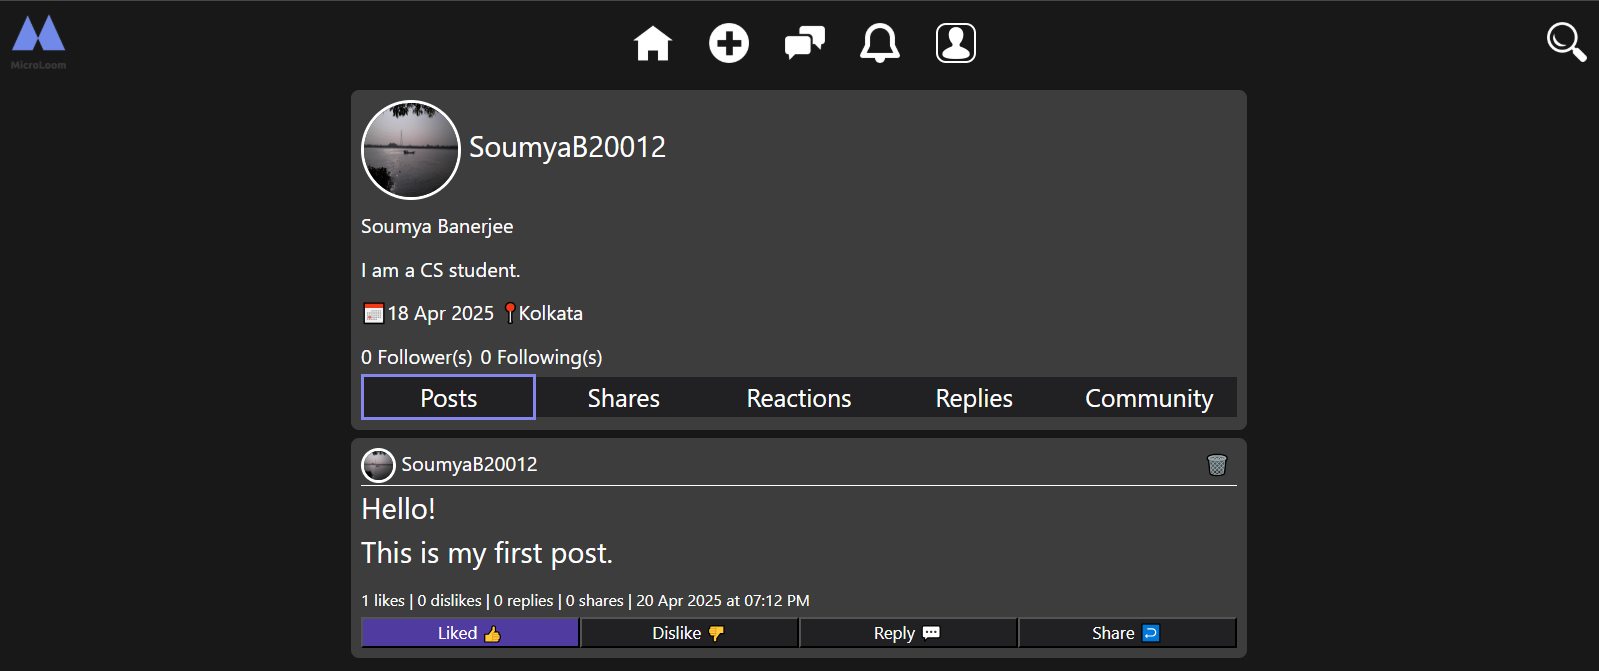 MicroLoom
SoumyaB20012
Soumya Banerjee
I am a CS student.
18 Apr 2025 Kolkata
0 Follower(s) 0 Following(s)
Posts Shares Reactions Replies Community
SoumyaB20012
Hello!
This is my first post.
1 likes | 0 dislikes | 0 replies | 0 shares | 20 Apr 2025 at 07:12 PM
Liked Dislike Reply Share